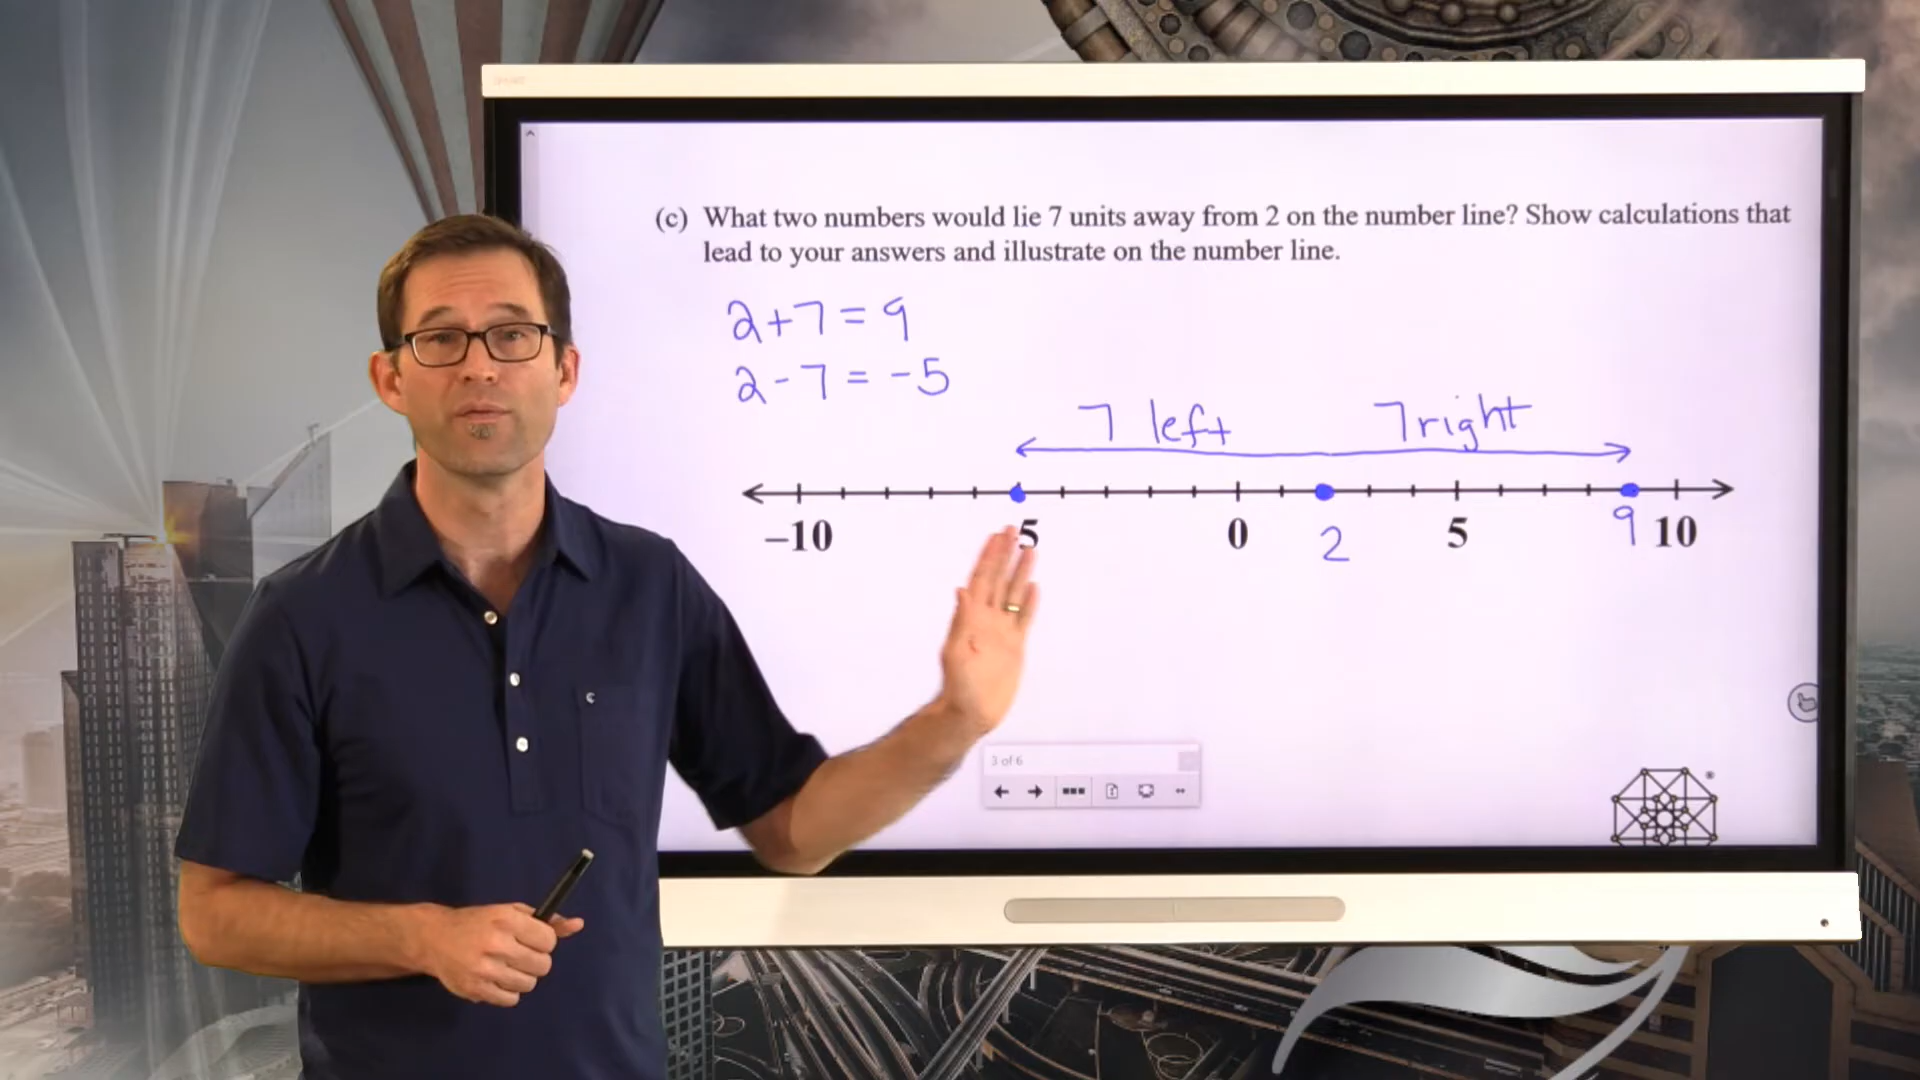 (c) What two numbers would lie 7 units away from 2 on the number line? Show calculations that
lead to your answers and illustrate on the number line.
2+7=9
2-7=-5
7 left 7 right
–10 5 0 2 5 9 10
3 of 6